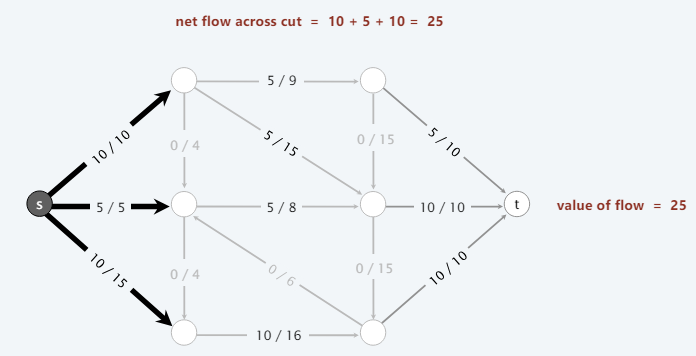 net flow across cut = 10 + 5 + 10 = 25
5 / 9
10 / 10
0 / 4
5 / 15
0 / 15
5 / 10
s
5 / 5
5 / 8
10 / 10
t
value of flow = 25
10 / 15
0 / 4
0 / 6
0 / 15
10 / 10
10 / 16